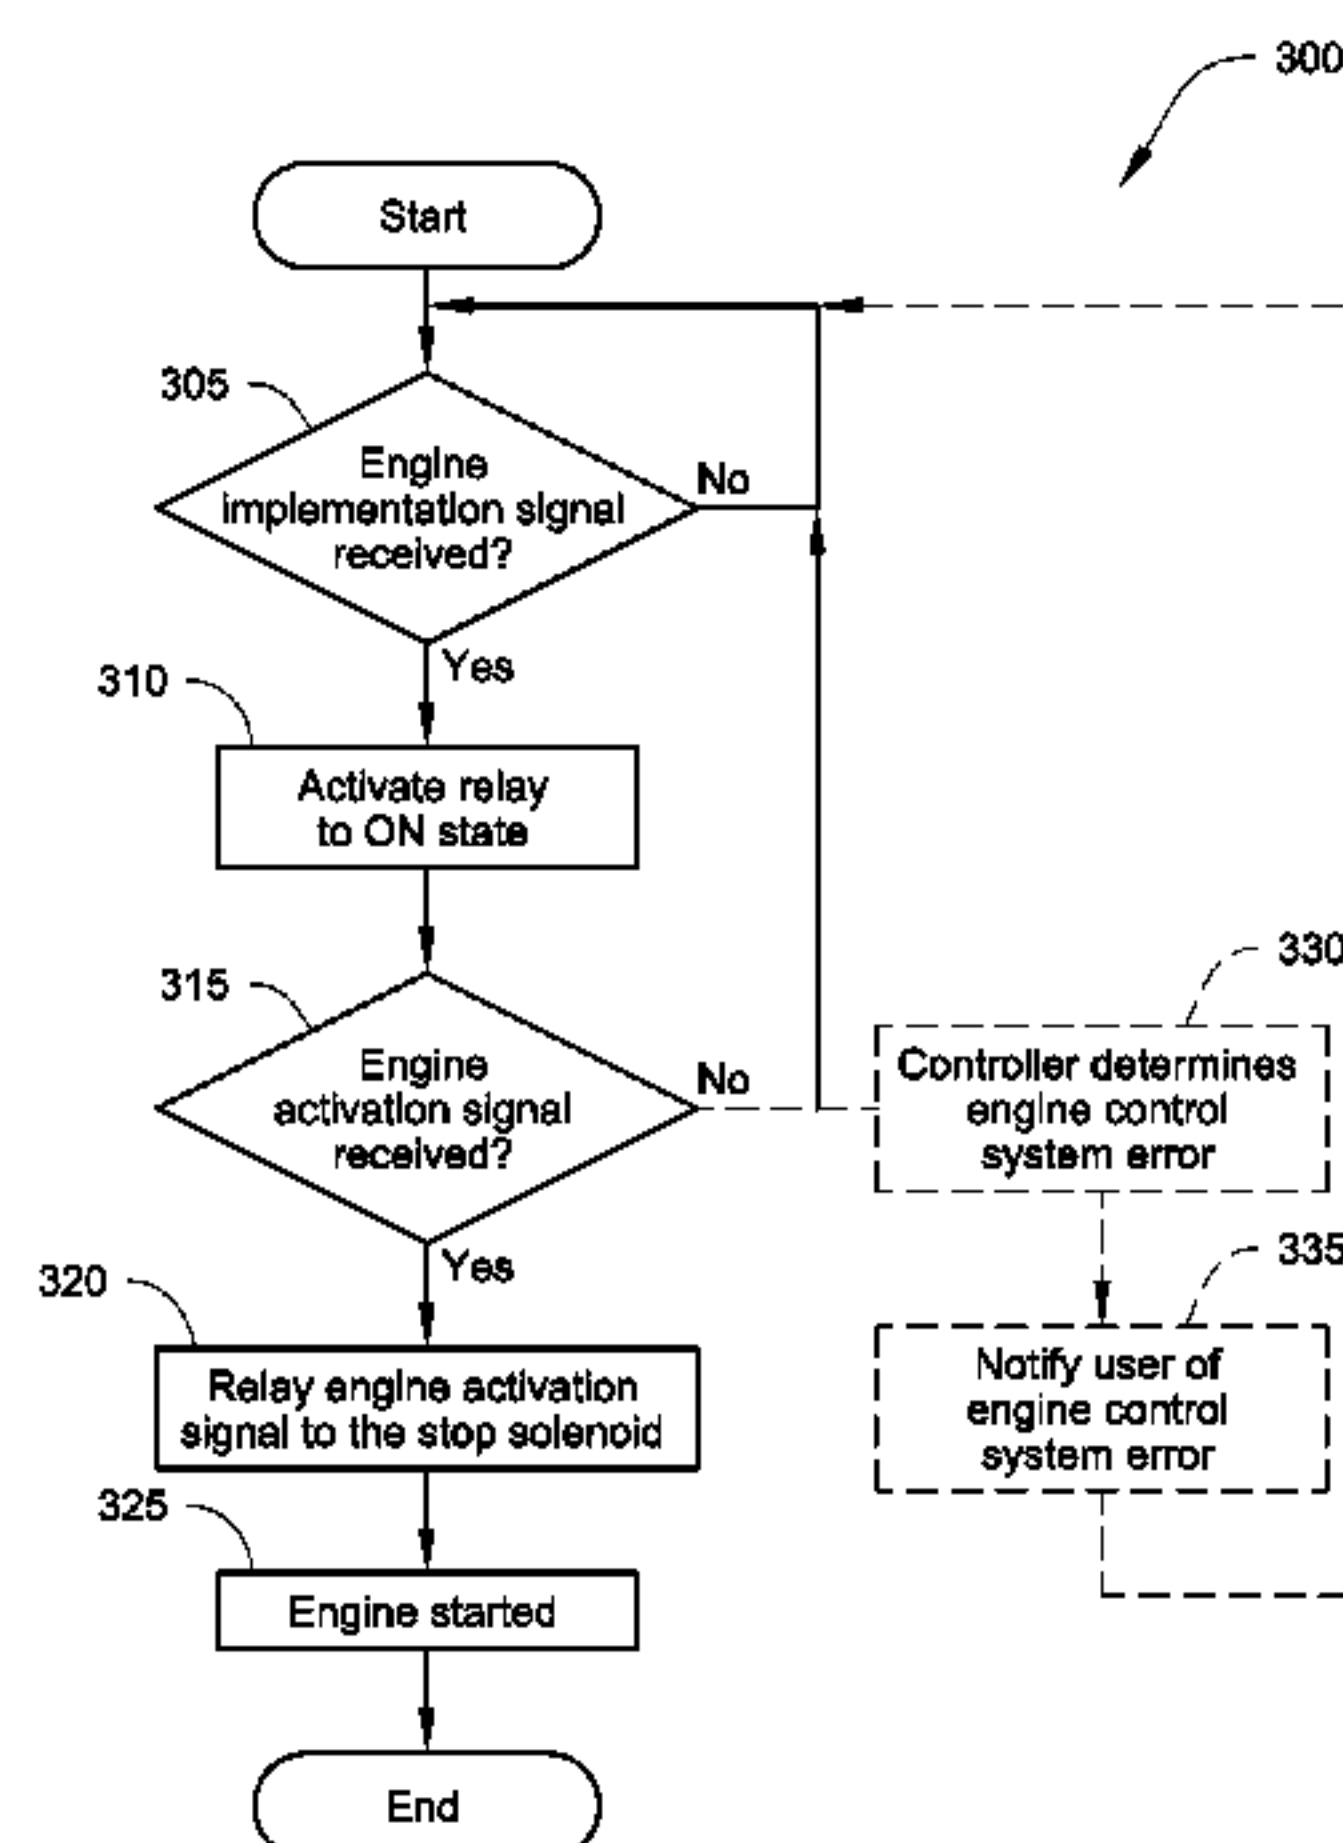 300
Start
305
Engine
implementation signal
received?
No
Yes
310
Activate relay
to ON state
315
Engine
activation signal
received?
No
Yes
330
Controller determines
engine control
system error
335
Notify user of
engine control
system error
320
Relay engine activation
signal to the stop solenoid
325
Engine started
End